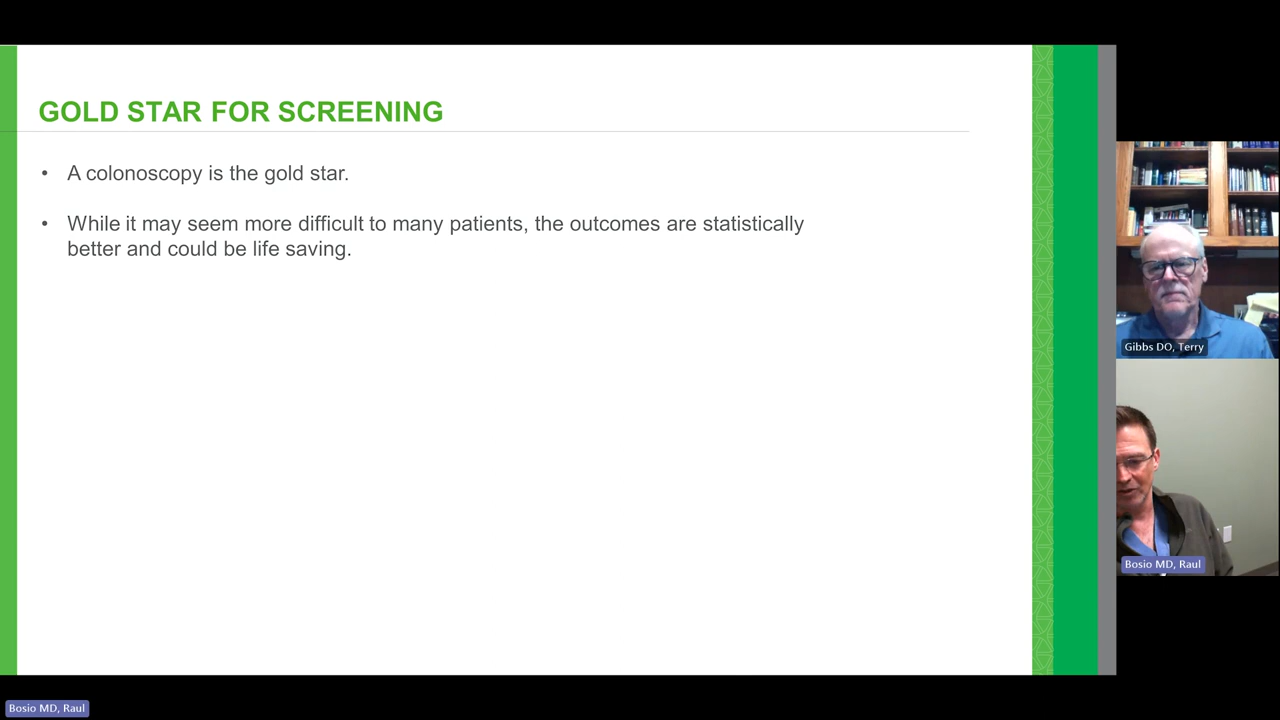 GOLD STAR FOR SCREENING
• A colonoscopy is the gold star.
• While it may seem more difficult to many patients, the outcomes are statistically
better and could be life saving.
Gibbs DO, Terry
Bosio MD, Raul
Bosio MD, Raul